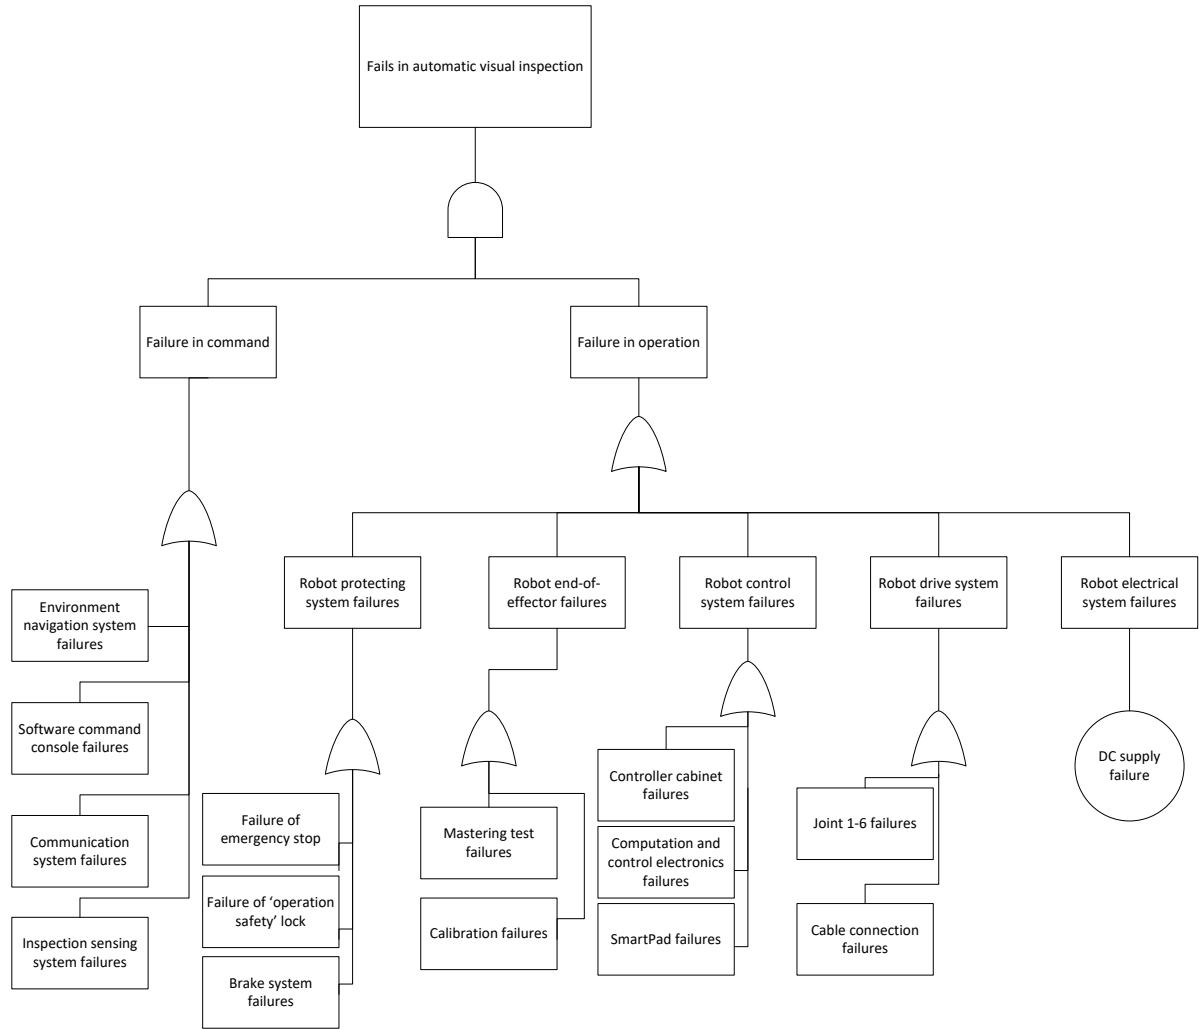 Fails in automatic visual inspection
Failure in command
Failure in operation
Robot protecting
system failures
Robot end-of-
effector failures
Robot control
system failures
Robot drive system
failures
Robot electrical
system failures
Environment
navigation system
failures
Software command
console failures
Communication
system failures
Inspection sensing
system failures
Failure of
emergency stop
Failure of ‘operation
safety’ lock
Brake system
failures
Mastering test
failures
Calibration failures
Controller cabinet
failures
Computation and
control electronics
failures
SmartPad failures
Joint 1-6 failures
Cable connection
failures
DC supply
failure